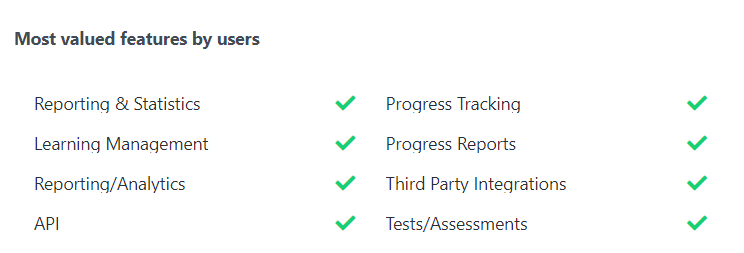 Most valued features by users
Reporting & Statistics
Progress Tracking
Learning Management
Progress Reports
Reporting/Analytics
Third Party Integrations
API
Tests/Assessments